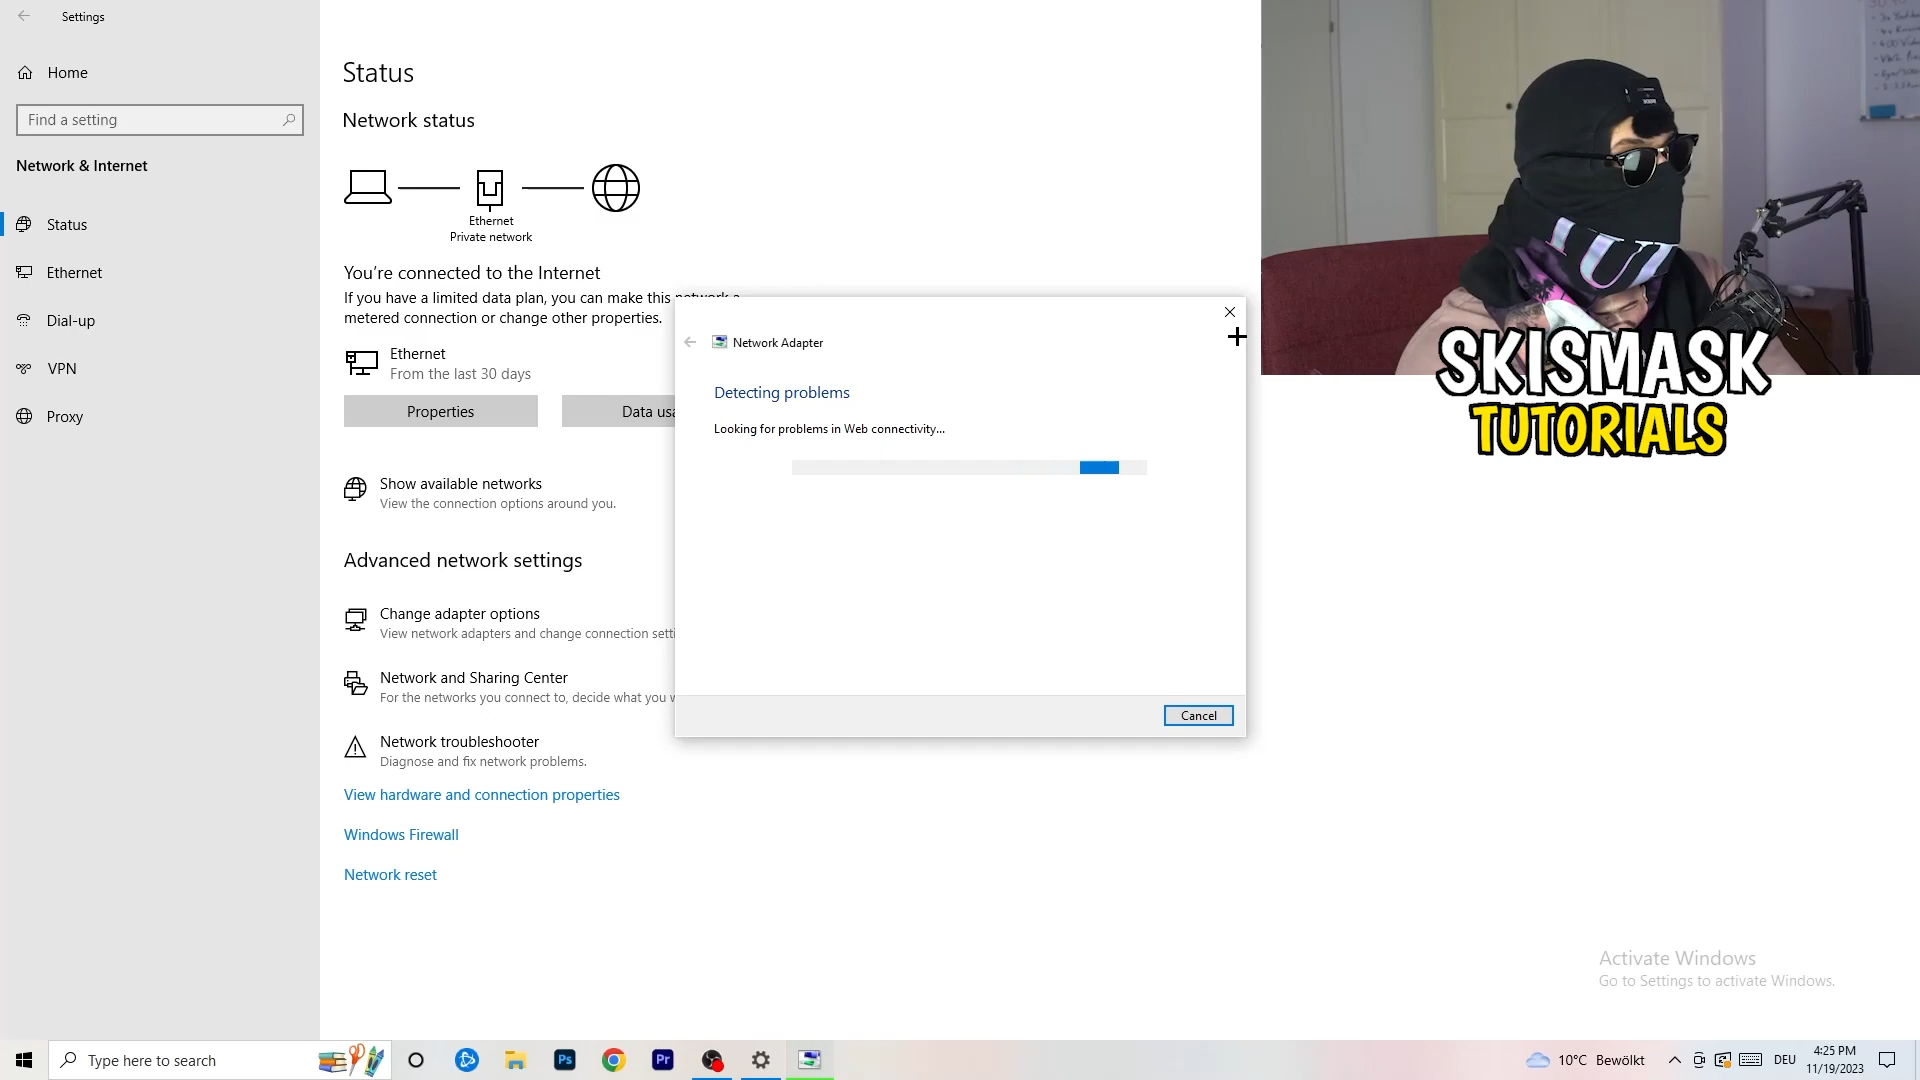 Settings
Home
Find a setting
Network & Internet
Status
Ethernet
Dial-up
VPN
Proxy
Status
Network status
Ethernet
Private network
You're connected to the Internet
If you have a limited data plan, you can make this network a
metered connection or change other properties.
Ethernet
From the last 30 days
Properties
Data usa
Show available networks
View the connection options around you.
Advanced network settings
Change adapter options
View network adapters and change connection setti
Network and Sharing Center
For the networks you connect to, decide what you w
Network troubleshooter
Diagnose and fix network problems.
View hardware and connection properties
Windows Firewall
Network reset
Network Adapter
Detecting problems
Looking for problems in Web connectivity...
Cancel
SKISMASK
TUTORIALS
Activate Windows
Go to Settings to activate Windows.
Type here to search
Ps
Pr
10°C Bewölkt
DEU
4:25 PM
11/19/2023